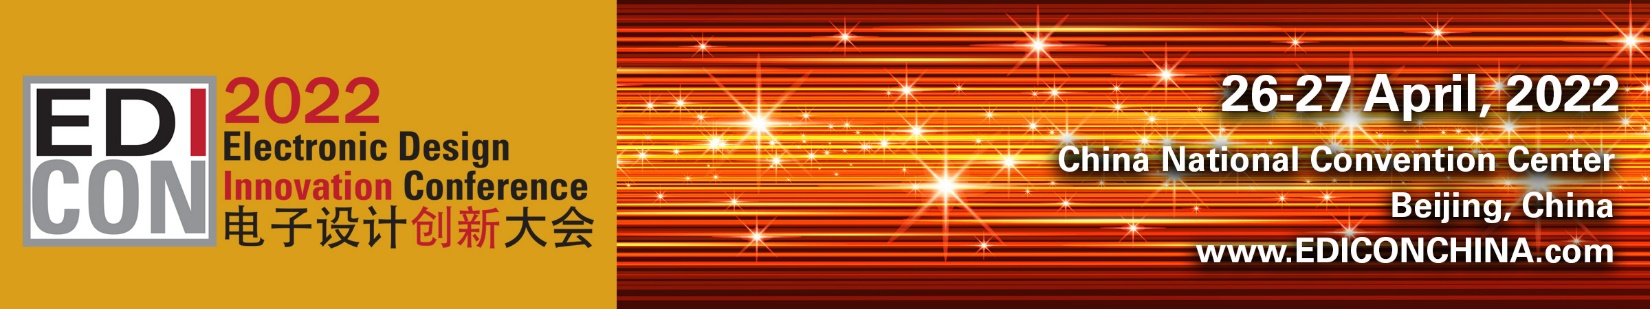 EDI
CON
2022
Electronic Design
Innovation Conference
电子设计创新大会
26-27 April, 2022
China National Convention Center
Beijing, China
www.EDICONCHINA.com